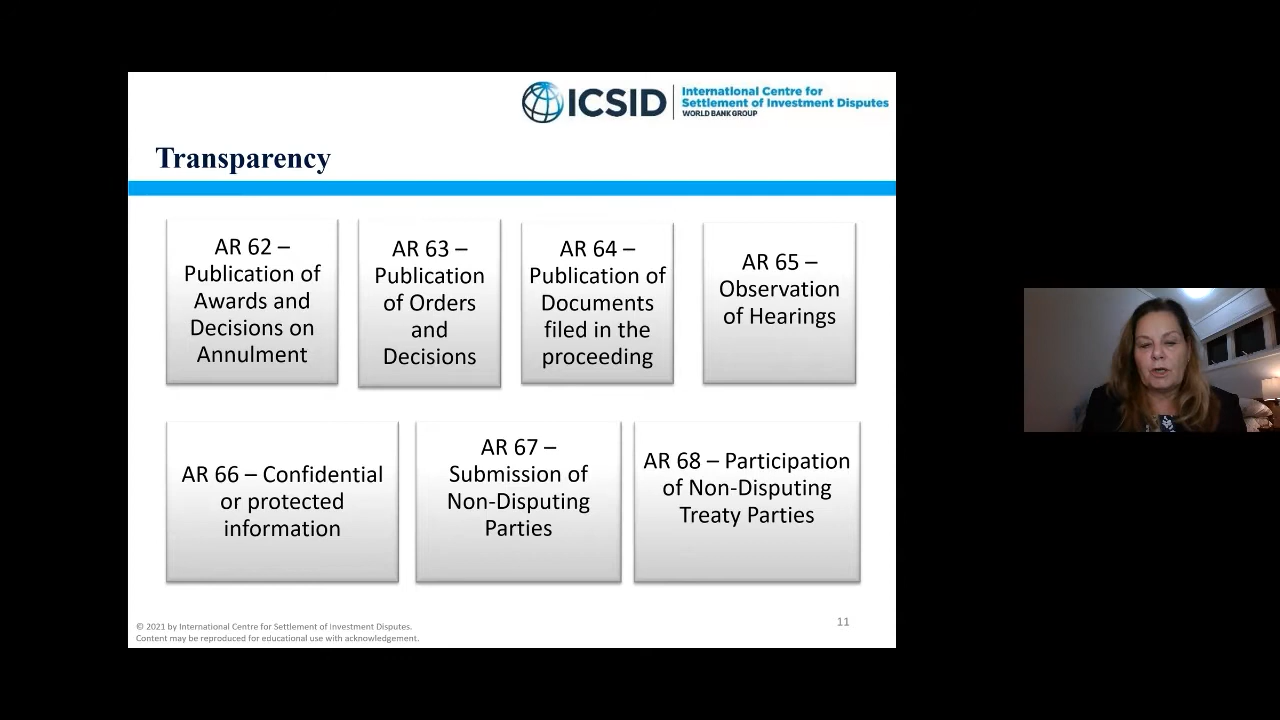 ICSID
International Centre for
Settlement of Investment Disputes
WORLD BANK GROUP
Transparency
AR 62 –
Publication of
Awards and
Decisions on
Annulment
AR 63 –
Publication
of Orders
and
Decisions
AR 64 –
Publication of
Documents
filed in the
proceeding
AR 65 –
Observation
of Hearings
AR 66 – Confidential
or protected
information
AR 67 –
Submission of
Non-Disputing
Parties
AR 68 – Participation
of Non-Disputing
Treaty Parties
© 2021 by International Centre for Settlement of Investment Disputes.
Content may be reproduced for educational use with acknowledgement.
11